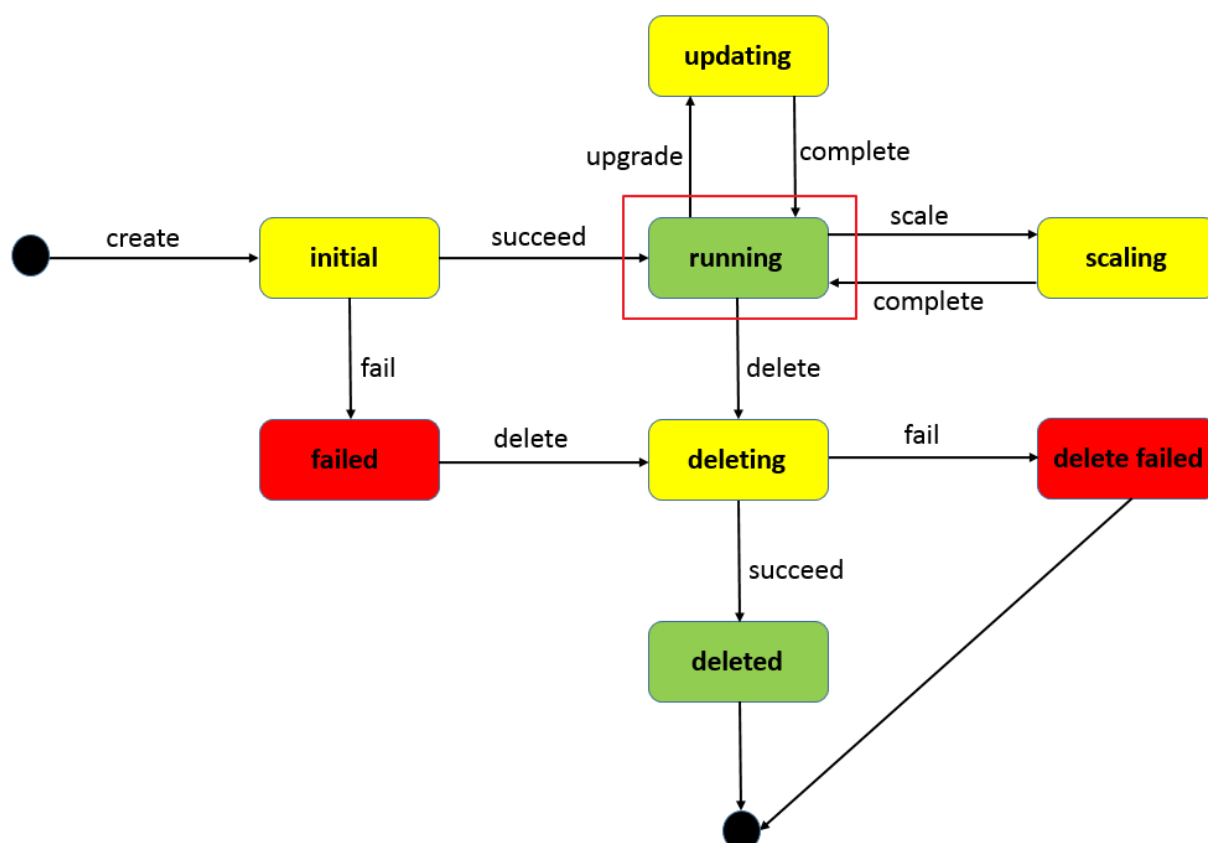 updating
upgrade
complete
create
initial
succeed
running
scale
scaling
complete
fail
delete
failed
delete
deleting
fail
delete failed
succeed
deleted